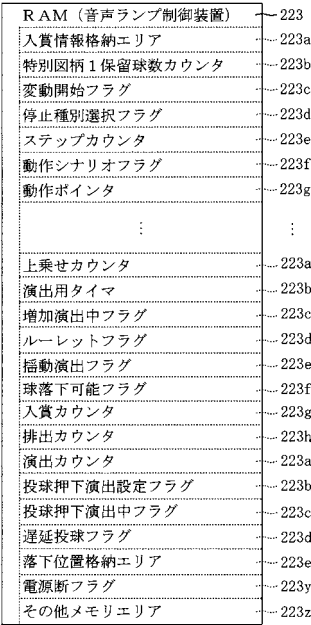 RAM（音声ランプ制御装置） 223
入賞情報格納エリア 223a
特別図柄１保留球数カウンタ 223b
変動開始フラグ 223c
停止種別選択フラグ 223d
ステップカウンタ 223e
動作シナリオフラグ 223f
動作ポインタ 223g
⋮ ⋮
上乗せカウンタ 223a
演出用タイマ 223b
増加演出中フラグ 223c
ルーレットフラグ 223d
揺動演出フラグ 223e
球落下可能フラグ 223f
入賞カウンタ 223g
排出カウンタ 223h
演出カウンタ 223a
投球押下演出設定フラグ 223b
投球押下演出中フラグ 223c
遅延投球フラグ 223d
落下位置格納エリア 223e
電源断フラグ 223y
その他メモリエリア 223z